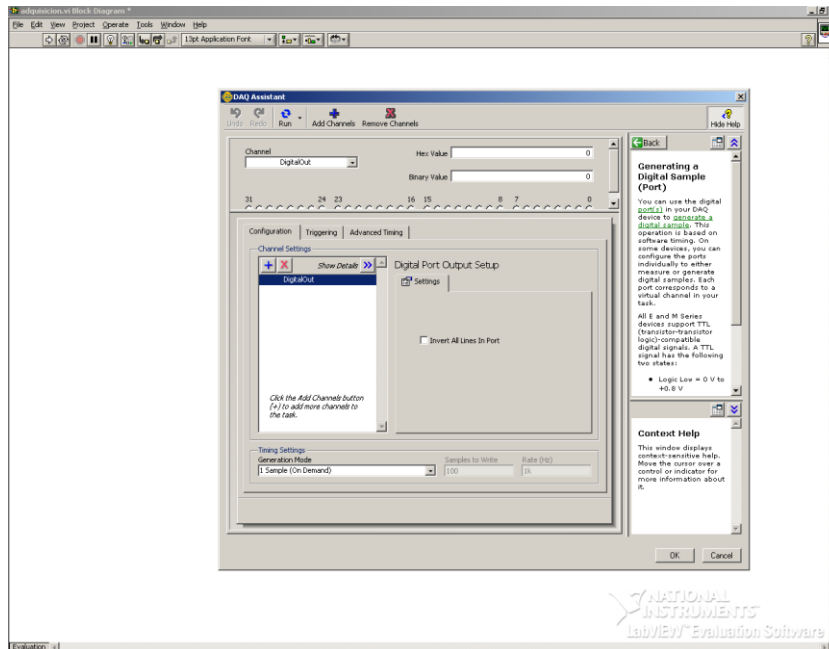 adquisicion.vi Block Diagram *
File Edit View Project Operate Tools Window Help
13pt Application Font
DAQ Assistant
Undo Redo Run Add Channels Remove Channels Hide Help
Channel
DigitalOut
Hex Value 0
Binary Value 0
31 24 23 16 15 8 7 0
Configuration Triggering Advanced Timing
Channel Settings
Show Details
DigitalOut
Click the Add Channels button
(+) to add more channels to
the task.
Digital Port Output Setup
Settings
Invert All Lines In Port
Timing Settings
Generation Mode Samples to Write Rate (Hz)
1 Sample (On Demand) 100 1k
Back
Generating a
Digital Sample
(Port)
You can use the digital
port(s) in your DAQ
device to generate a
digital sample. This
operation is based on
software timing. On
some devices, you can
configure the ports
individually to either
measure or generate
digital samples. Each
port corresponds to a
virtual channel in your
task.
All E and M Series
devices support TTL
(transistor-transistor
logic)-compatible
digital signals. A TTL
signal has the following
two states:
• Logic Low = 0 V to
+0.8 V
Context Help
This window displays
context-sensitive help.
Move the cursor over a
control or indicator for
more information about
it.
OK Cancel
NATIONAL
INSTRUMENTS
LabVIEW™ Evaluation Software
Evaluation